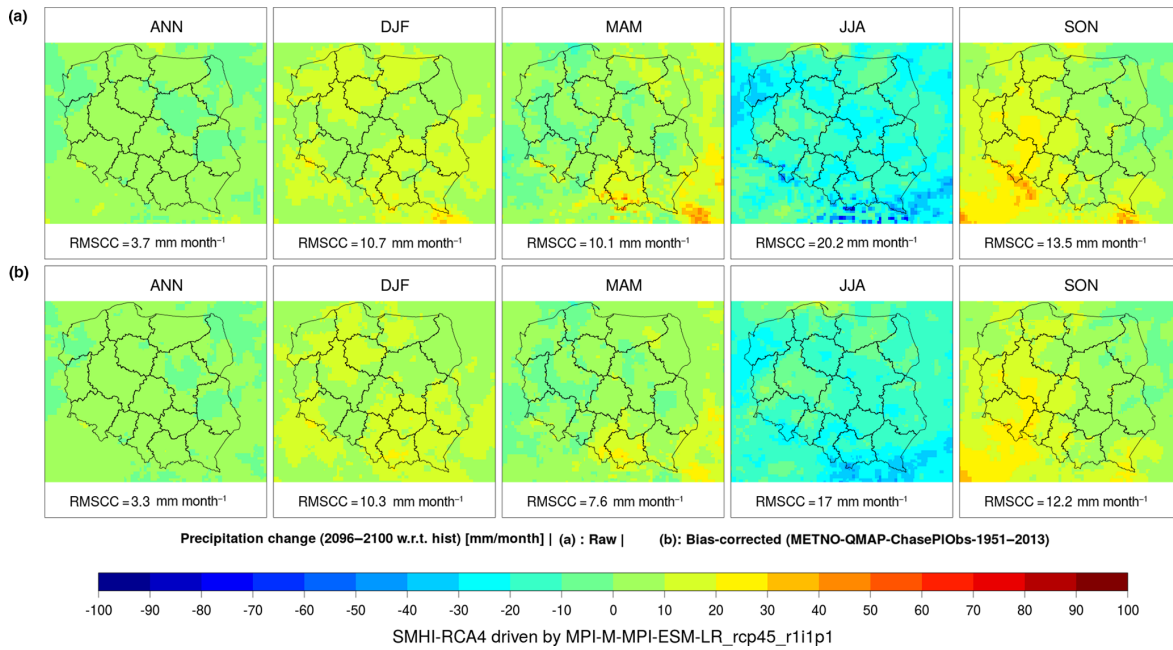 (a)
ANN DJF MAM JJA SON
RMSCC = 3.7 mm month⁻¹ RMSCC = 10.7 mm month⁻¹ RMSCC = 10.1 mm month⁻¹ RMSCC = 20.2 mm month⁻¹ RMSCC = 13.5 mm month⁻¹
(b)
ANN DJF MAM JJA SON
RMSCC = 3.3 mm month⁻¹ RMSCC = 10.3 mm month⁻¹ RMSCC = 7.6 mm month⁻¹ RMSCC = 17 mm month⁻¹ RMSCC = 12.2 mm month⁻¹
Precipitation change (2096–2100 w.r.t. hist) [mm/month] | (a) : Raw | (b): Bias-corrected (METNO-QMAP-ChasePlObs-1951–2013)
-100 -90 -80 -70 -60 -50 -40 -30 -20 -10 0 10 20 30 40 50 60 70 80 90 100
SMHI-RCA4 driven by MPI-M-MPI-ESM-LR_rcp45_r1i1p1